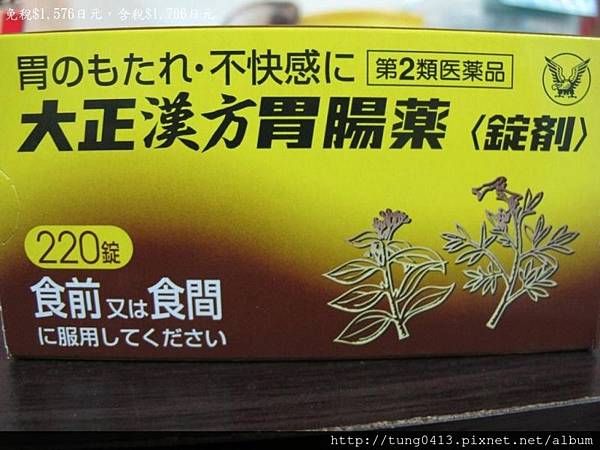 免稅$1,576日元，含稅$1,706日元
胃のもたれ・不快感に 第2類医薬品
大正漢方胃腸薬〈錠剤〉
220錠
食前又は食間
に服用してください
http://tung0413.pixnet.net/album